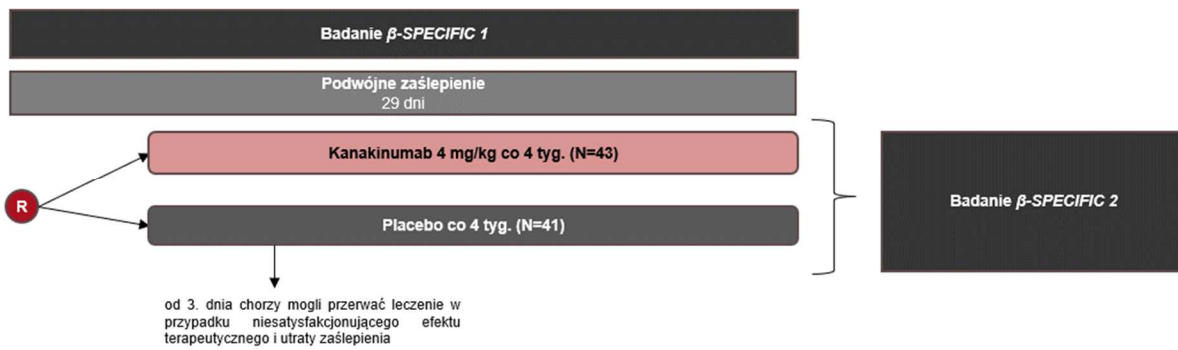 Badanie β-SPECIFIC 1
Podwójne zaślepienie
29 dni
Kanakinumab 4 mg/kg co 4 tyg. (N=43)
R
Badanie β-SPECIFIC 2
Placebo co 4 tyg. (N=41)
od 3. dnia chorzy mogli przerwać leczenie w
przypadku niesatysfakcjonującego efektu
terapeutycznego i utraty zaślepienia